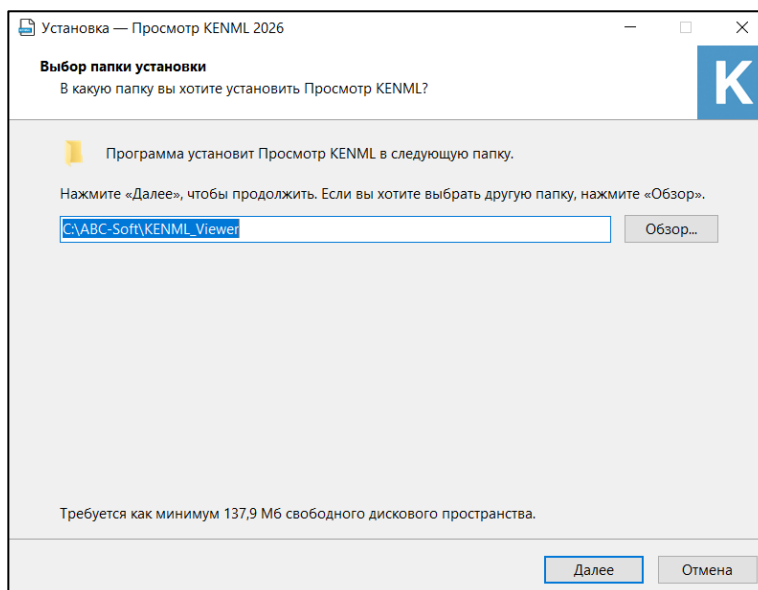 Установка — Просмотр KENML 2026
Выбор папки установки
В какую папку вы хотите установить Просмотр KENML?
K
Программа установит Просмотр KENML в следующую папку.
Нажмите «Далее», чтобы продолжить. Если вы хотите выбрать другую папку, нажмите «Обзор».
C:\ABC-Soft\KENML_Viewer
Обзор...
Требуется как минимум 137,9 Мб свободного дискового пространства.
Далее
Отмена